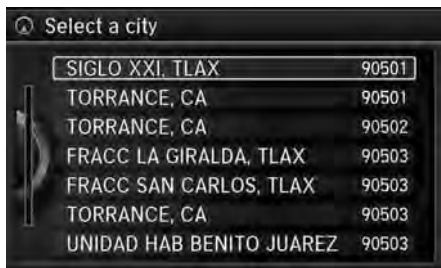 Select a city
SIGLO XXI, TLAX 90501
TORRANCE, CA 90501
TORRANCE, CA 90502
FRACC LA GIRALDA, TLAX 90503
FRACC SAN CARLOS, TLAX 90503
TORRANCE, CA 90503
UNIDAD HAB BENITO JUAREZ 90503